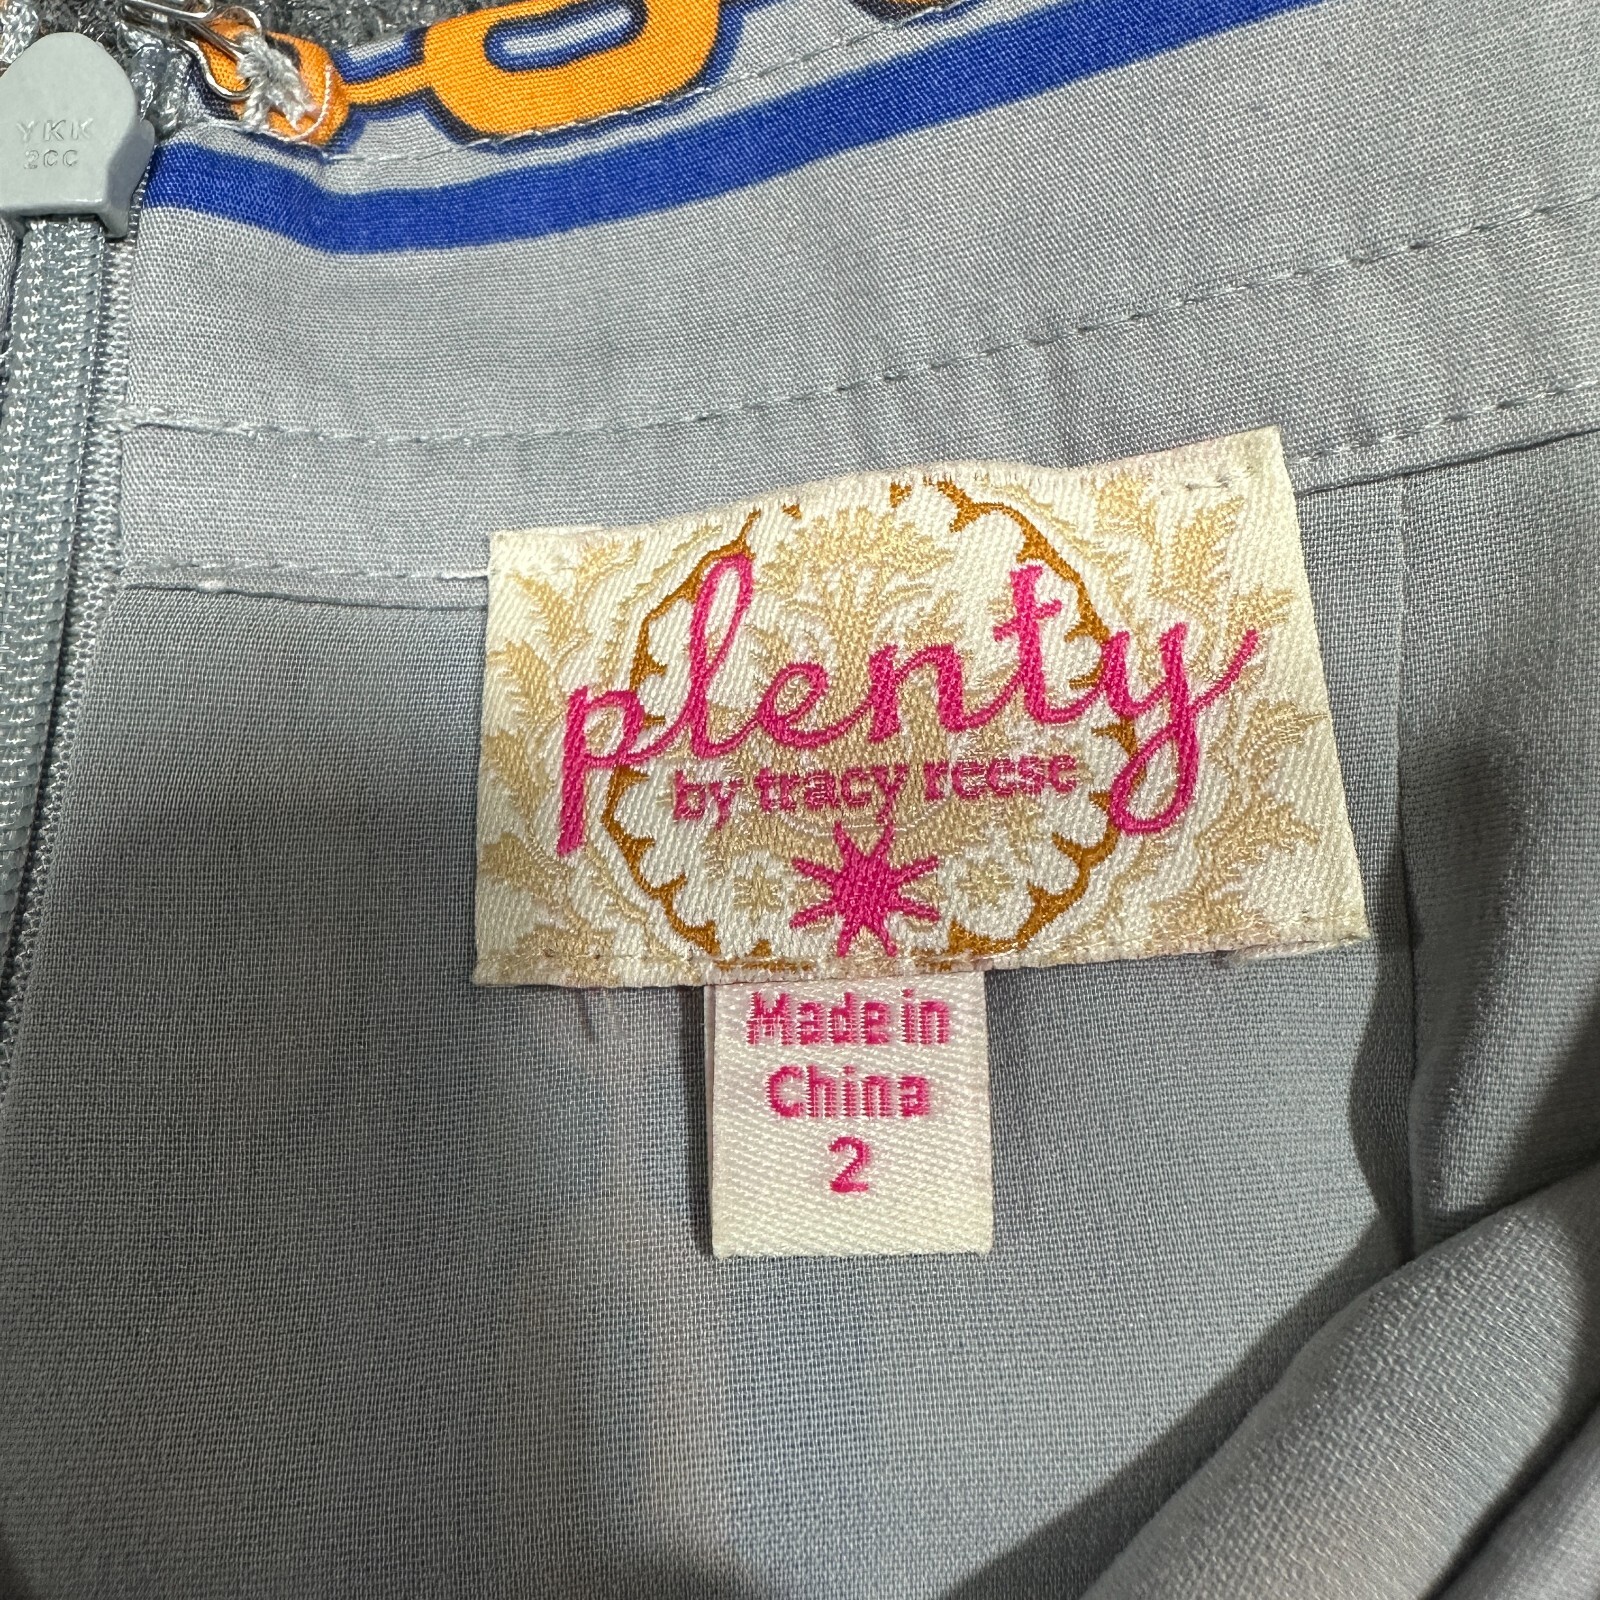 YKK
2CC
plenty
by tracy reese
Made in
China
2